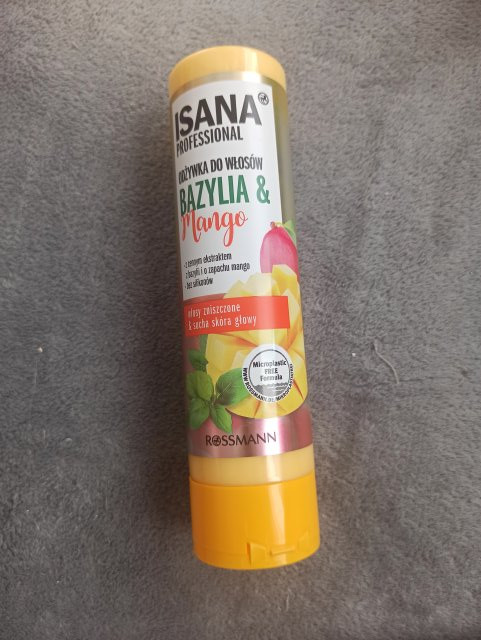 ISANA
PROFESSIONAL
ODŻYWKA DO WŁOSÓW
BAZYLIA &
Mango
- z cennym ekstraktem
z bazylii i o zapachu mango
- bez silikonów
włosy zniszczone
& sucha skóra głowy
Microplastic
FREE
Formula
ROSSMANN